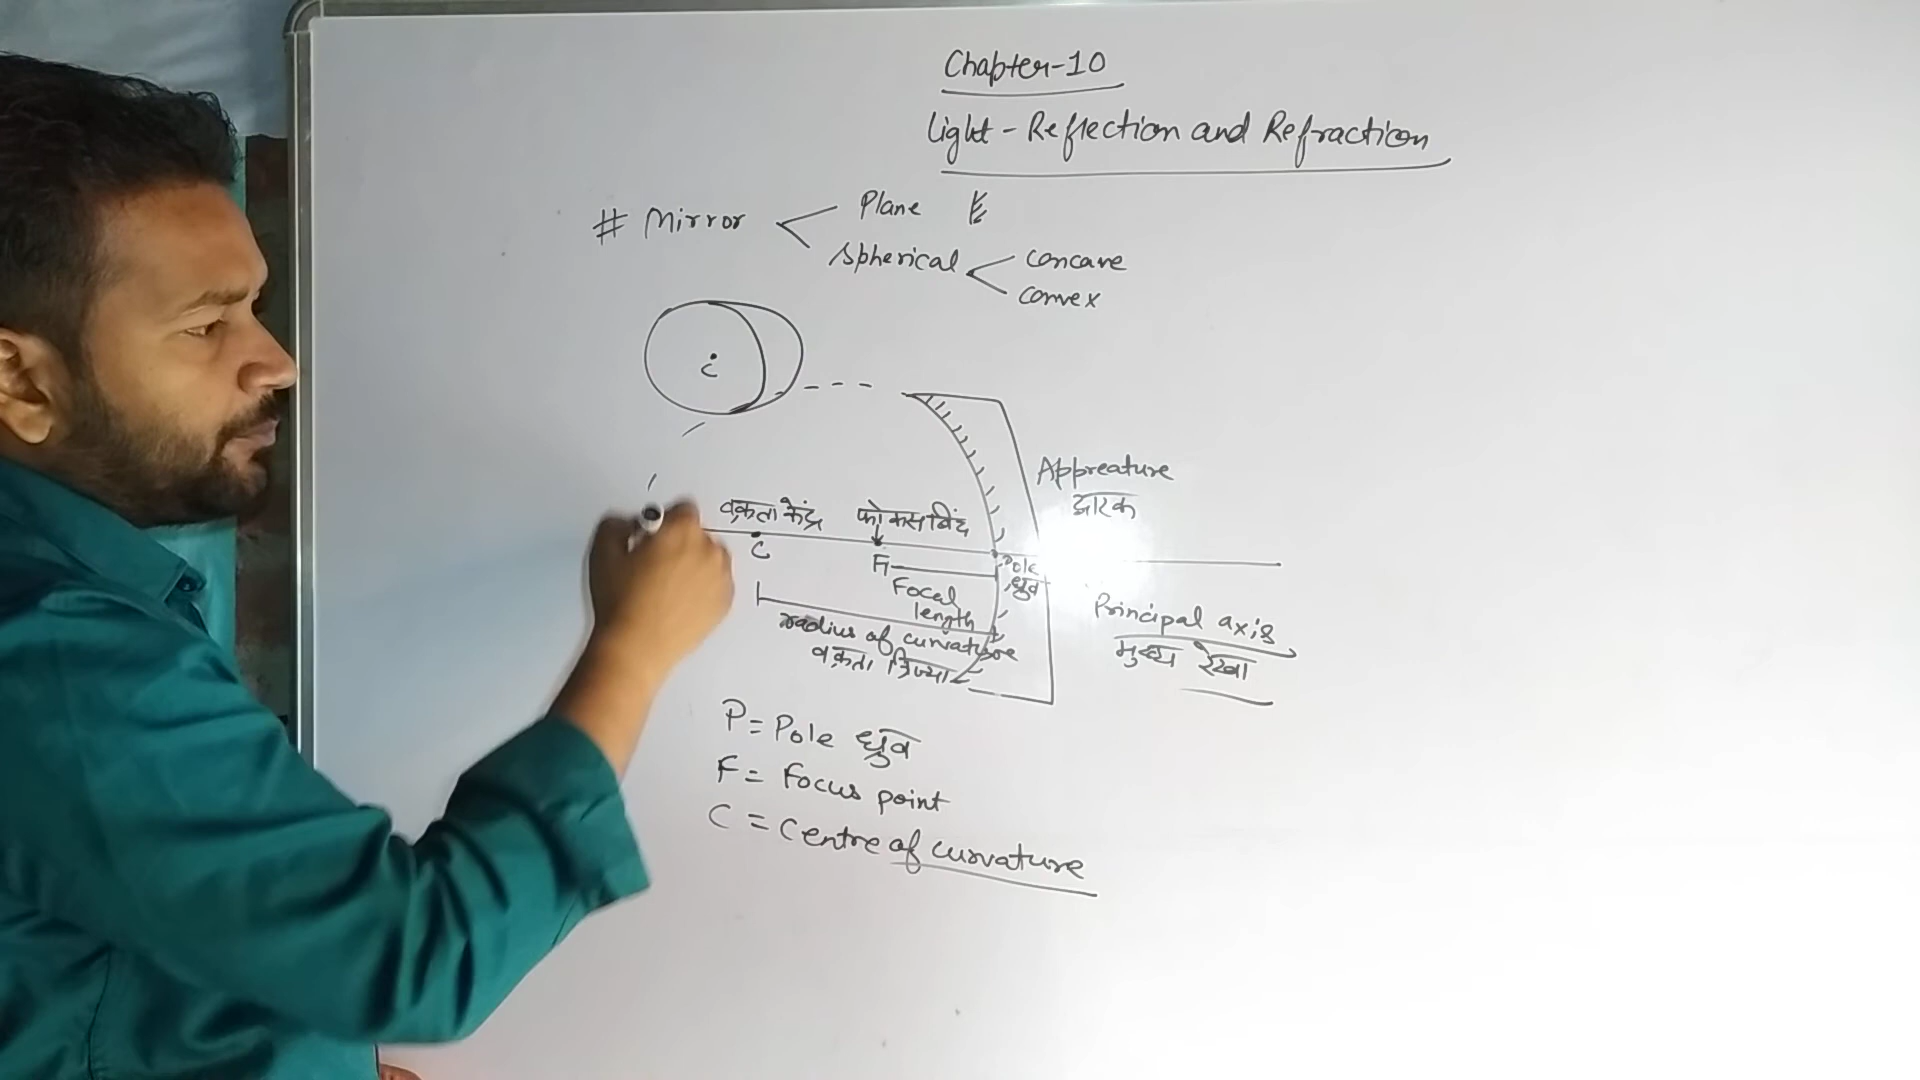 Chapter-10
Light - Reflection and Refraction
# Mirror
Plane
Spherical
concave
convex
C
Appreature
द्वारक
वक्रता केंद्र
फोकस बिंदु
C
F
Pole
ध्रुव
Focal
length
radius of curvature
वक्रता त्रिज्या
Principal axis
मुख्य रेखा
P = Pole ध्रुव
F = Focus point
C = Centre of curvature